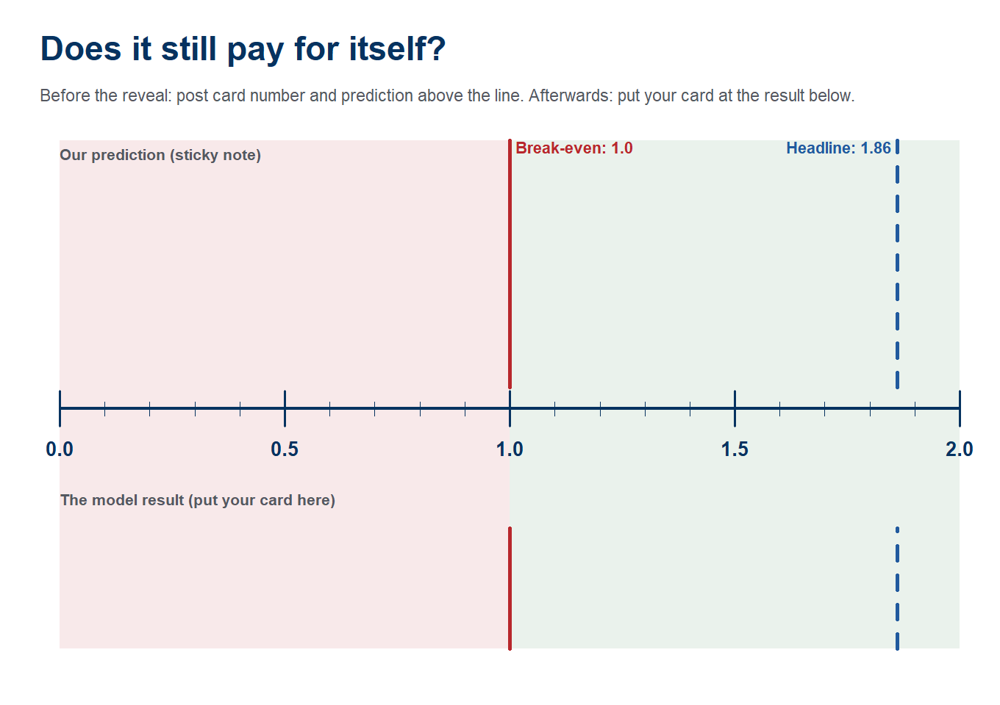 Does it still pay for itself?
Before the reveal: post card number and prediction above the line. Afterwards: put your card at the result below.
Our prediction (sticky note)
Break-even: 1.0
Headline: 1.86
0.0
0.5
1.0
1.5
2.0
The model result (put your card here)